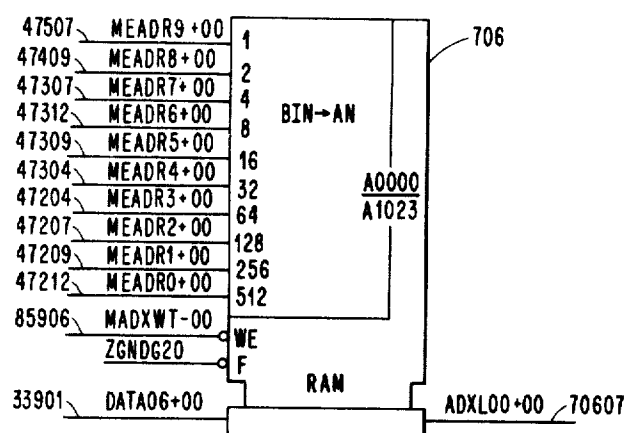 47507 MEADR9+00 1 706
47409 MEADR8+00 2
47307 MEADR7+00 4
47312 MEADR6+00 8 BIN→AN
47309 MEADR5+00 16
47304 MEADR4+00 32 A0000
47204 MEADR3+00 64 A1023
47207 MEADR2+00 128
47209 MEADR1+00 256
47212 MEADR0+00 512
85906 MADXWT-00 WE
ZGNDG20 F
RAM
33901 DATA06+00 ADXL00+00 70607